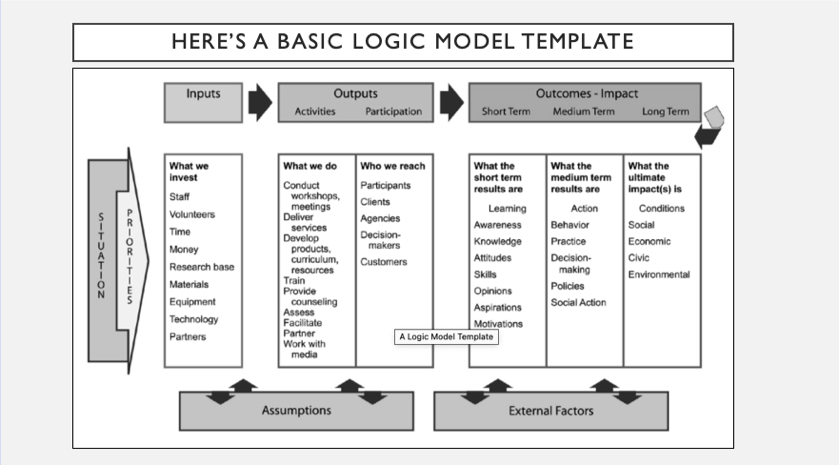 HERE'S A BASIC LOGIC MODEL TEMPLATE
Inputs
Outputs
Activities Participation
Outcomes - Impact
Short Term Medium Term Long Term
SITUATION
PRIORITIES
What we
invest
Staff
Volunteers
Time
Money
Research base
Materials
Equipment
Technology
Partners
What we do
Conduct
workshops,
meetings
Deliver
services
Develop
products,
curriculum,
resources
Train
Provide
counseling
Assess
Facilitate
Partner
Work with
media
Who we reach
Participants
Clients
Agencies
Decision-
makers
Customers
A Logic Model Template
What the
short term
results are
Learning
Awareness
Knowledge
Attitudes
Skills
Opinions
Aspirations
Motivations
What the
medium term
results are
Action
Behavior
Practice
Decision-
making
Policies
Social Action
What the
ultimate
impact(s) is
Conditions
Social
Economic
Civic
Environmental
Assumptions
External Factors